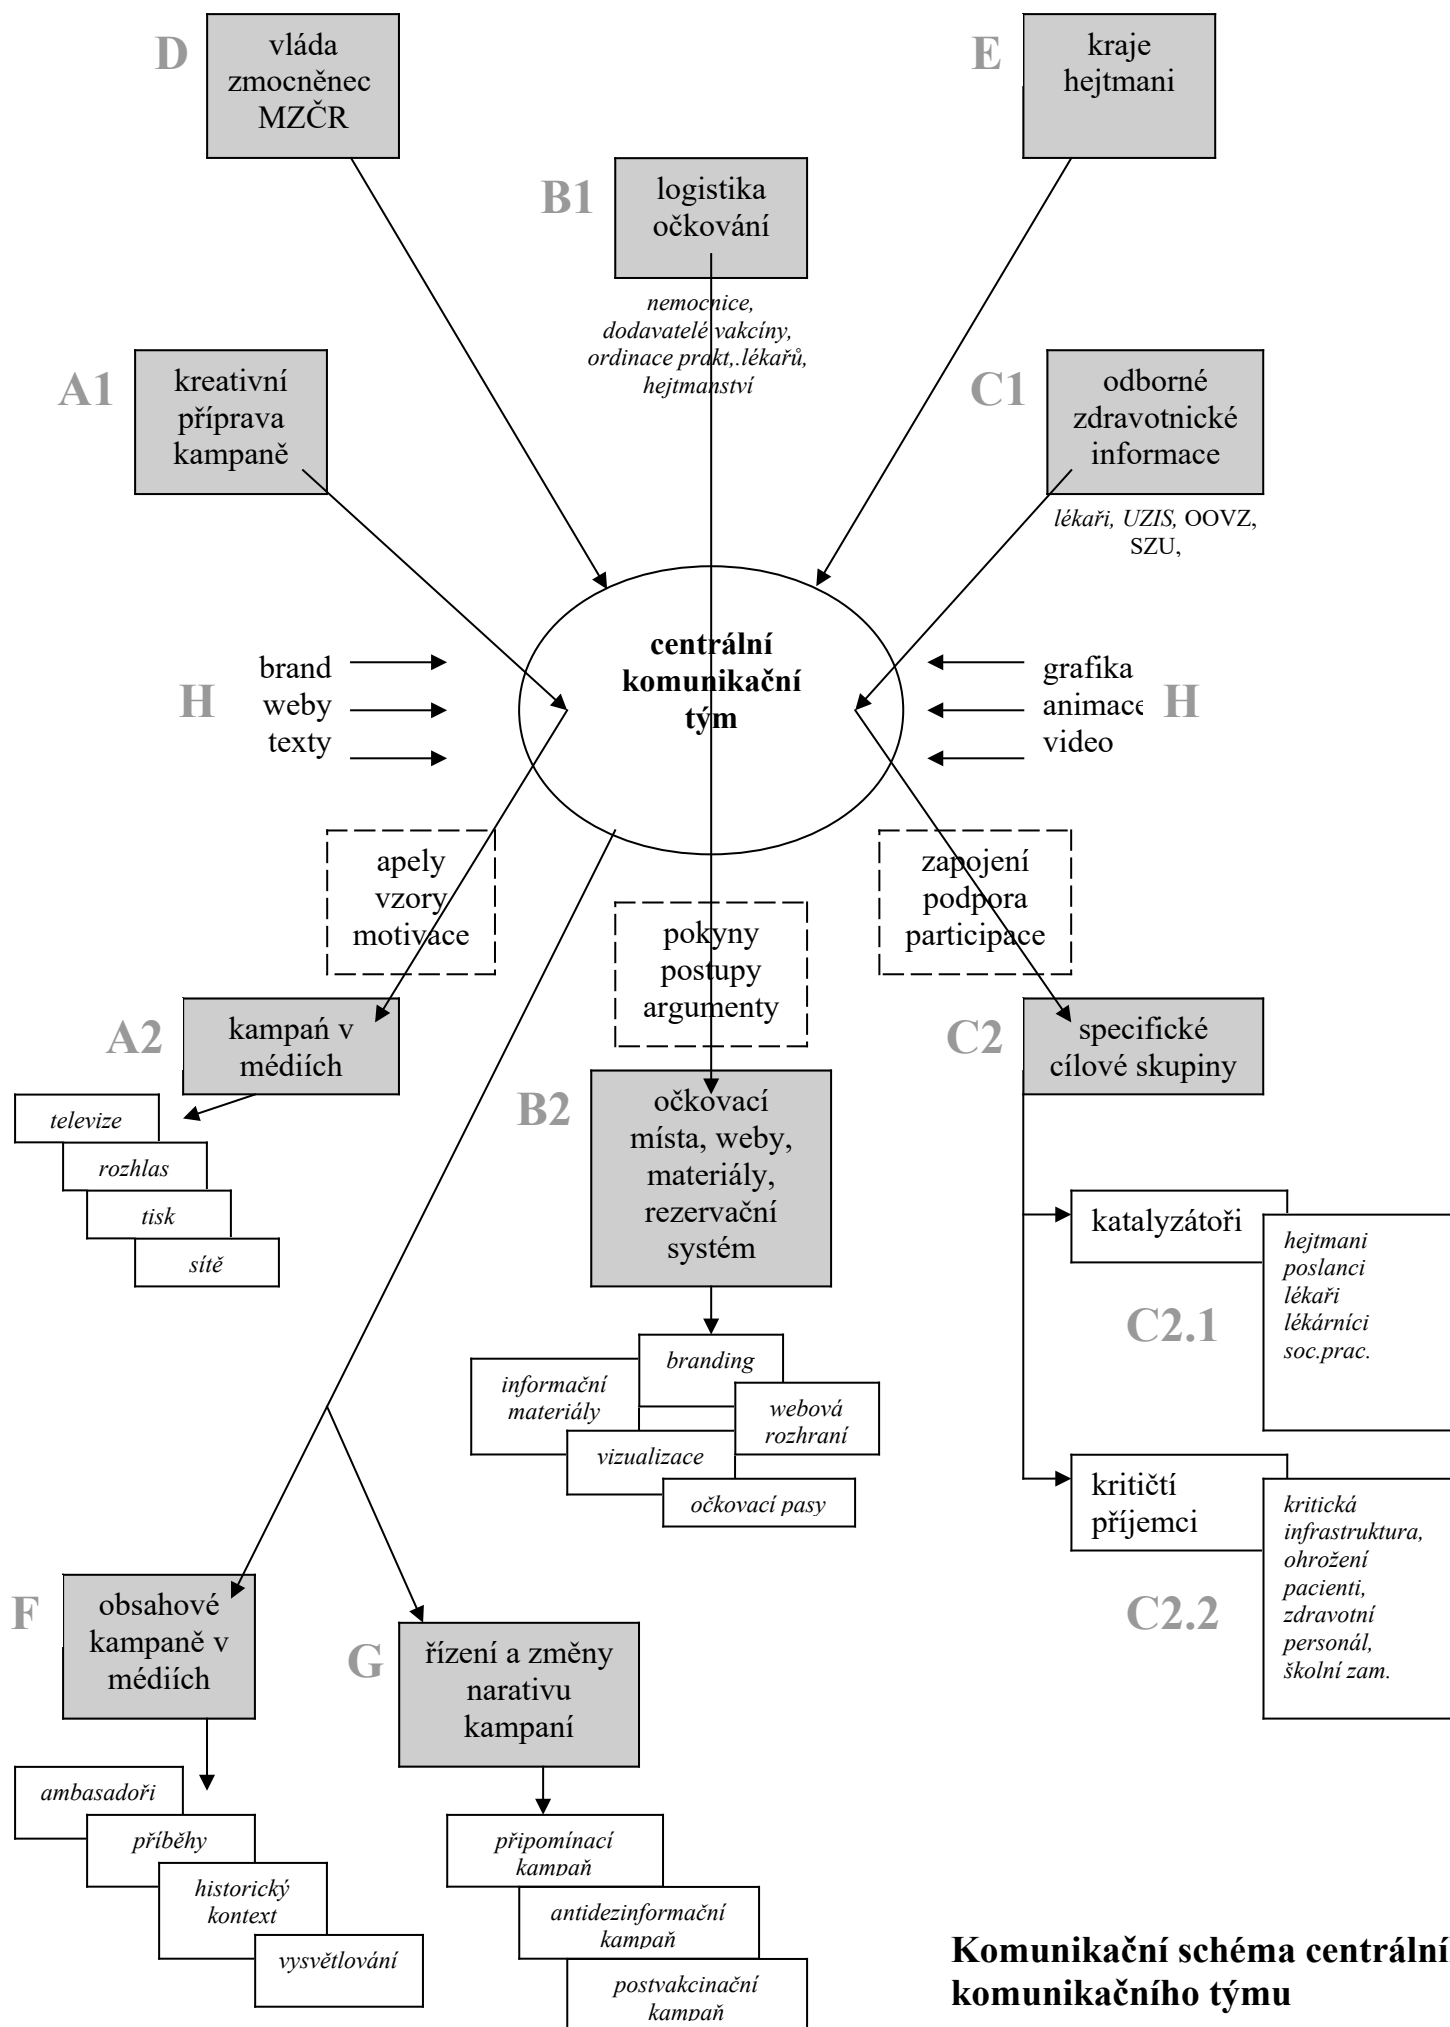 D
vláda
zmocněnec
MZČR
E
kraje
hejtmani
B1
logistika
očkování
nemocnice,
dodavatelé vakcíny,
ordinace prakt,.lékařů,
hejtmanství
A1
kreativní
příprava
kampaně
C1
odborné
zdravotnické
informace
lékaři, UZIS, OOVZ,
SZU,
centrální
komunikační
tým
H
brand
weby
texty
grafika
animace
video
H
apely
vzory
motivace
pokyny
postupy
argumenty
zapojení
podpora
participace
A2
kampań v
médiích
televize
rozhlas
tisk
sítě
B2
očkovací
místa, weby,
materiály,
rezervační
systém
branding
informační
materiály
webová
rozhraní
vizualizace
očkovací pasy
C2
specifické
cílové skupiny
katalyzátoři
hejtmani
poslanci
lékaři
lékárníci
soc.prac.
C2.1
kritičtí
příjemci
kritická
infrastruktura,
ohrožení
pacienti,
zdravotní
personál,
školní zam.
C2.2
F
obsahové
kampaně v
médiích
ambasadoři
příběhy
historický
kontext
vysvětlování
G
řízení a změny
narativu
kampaní
připomínací
kampaň
antidezinformační
kampaň
postvakcinační
kampaň
Komunikační schéma centrální
komunikačního týmu